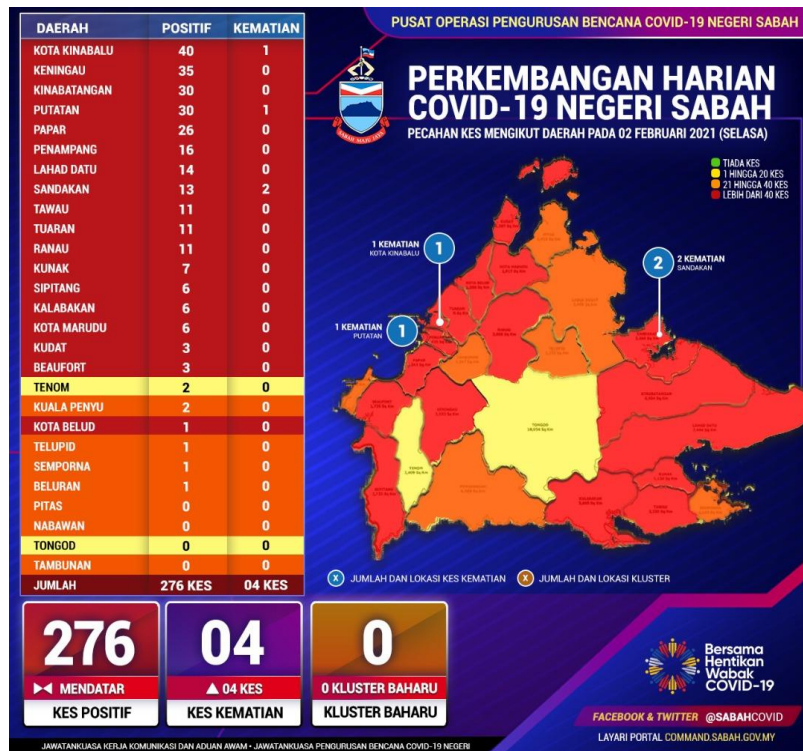 PUSAT OPERASI PENGURUSAN BENCANA COVID-19 NEGERI SABAH
PERKEMBANGAN HARIAN
COVID-19 NEGERI SABAH
PECAHAN KES MENGIKUT DAERAH PADA 02 FEBRUARI 2021 (SELASA)
SABAH MAJU JAYA
DAERAH POSITIF KEMATIAN
KOTA KINABALU 40 1
KENINGAU 35 0
KINABATANGAN 30 0
PUTATAN 30 1
PAPAR 26 0
PENAMPANG 16 0
LAHAD DATU 14 0
SANDAKAN 13 2
TAWAU 11 0
TUARAN 11 0
RANAU 11 0
KUNAK 7 0
SIPITANG 6 0
KALABAKAN 6 0
KOTA MARUDU 6 0
KUDAT 3 0
BEAUFORT 3 0
TENOM 2 0
KUALA PENYU 2 0
KOTA BELUD 1 0
TELUPID 1 0
SEMPORNA 1 0
BELURAN 1 0
PITAS 0 0
NABAWAN 0 0
TONGOD 0 0
TAMBUNAN 0 0
JUMLAH 276 KES 04 KES
TIADA KES
1 HINGGA 20 KES
21 HINGGA 40 KES
LEBIH DARI 40 KES
1 KEMATIAN
KOTA KINABALU
1
2
2 KEMATIAN
SANDAKAN
1 KEMATIAN
PUTATAN
1
X JUMLAH DAN LOKASI KES KEMATIAN
X JUMLAH DAN LOKASI KLUSTER
276
MENDATAR
KES POSITIF
04
04 KES
KES KEMATIAN
0
0 KLUSTER BAHARU
KLUSTER BAHARU
Bersama
Hentikan
Wabak
COVID-19
FACEBOOK & TWITTER @SABAHCOVID
LAYARI PORTAL COMMAND.SABAH.GOV.MY
JAWATANKUASA KERJA KOMUNIKASI DAN ADUAN AWAM • JAWATANKUASA PENGURUSAN BENCANA COVID-19 NEGERI